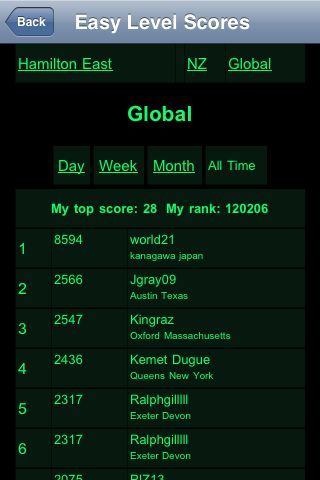 Back Easy Level Scores
Hamilton East NZ Global
Global
Day Week Month All Time
My top score: 28 My rank: 120206
1 8594 world21
kanagawa japan
2 2566 Jgray09
Austin Texas
3 2547 Kingraz
Oxford Massachusetts
4 2436 Kemet Dugue
Queens New York
5 2317 Ralphgilllll
Exeter Devon
6 2317 Ralphgilllll
Exeter Devon
2075 RIZ13